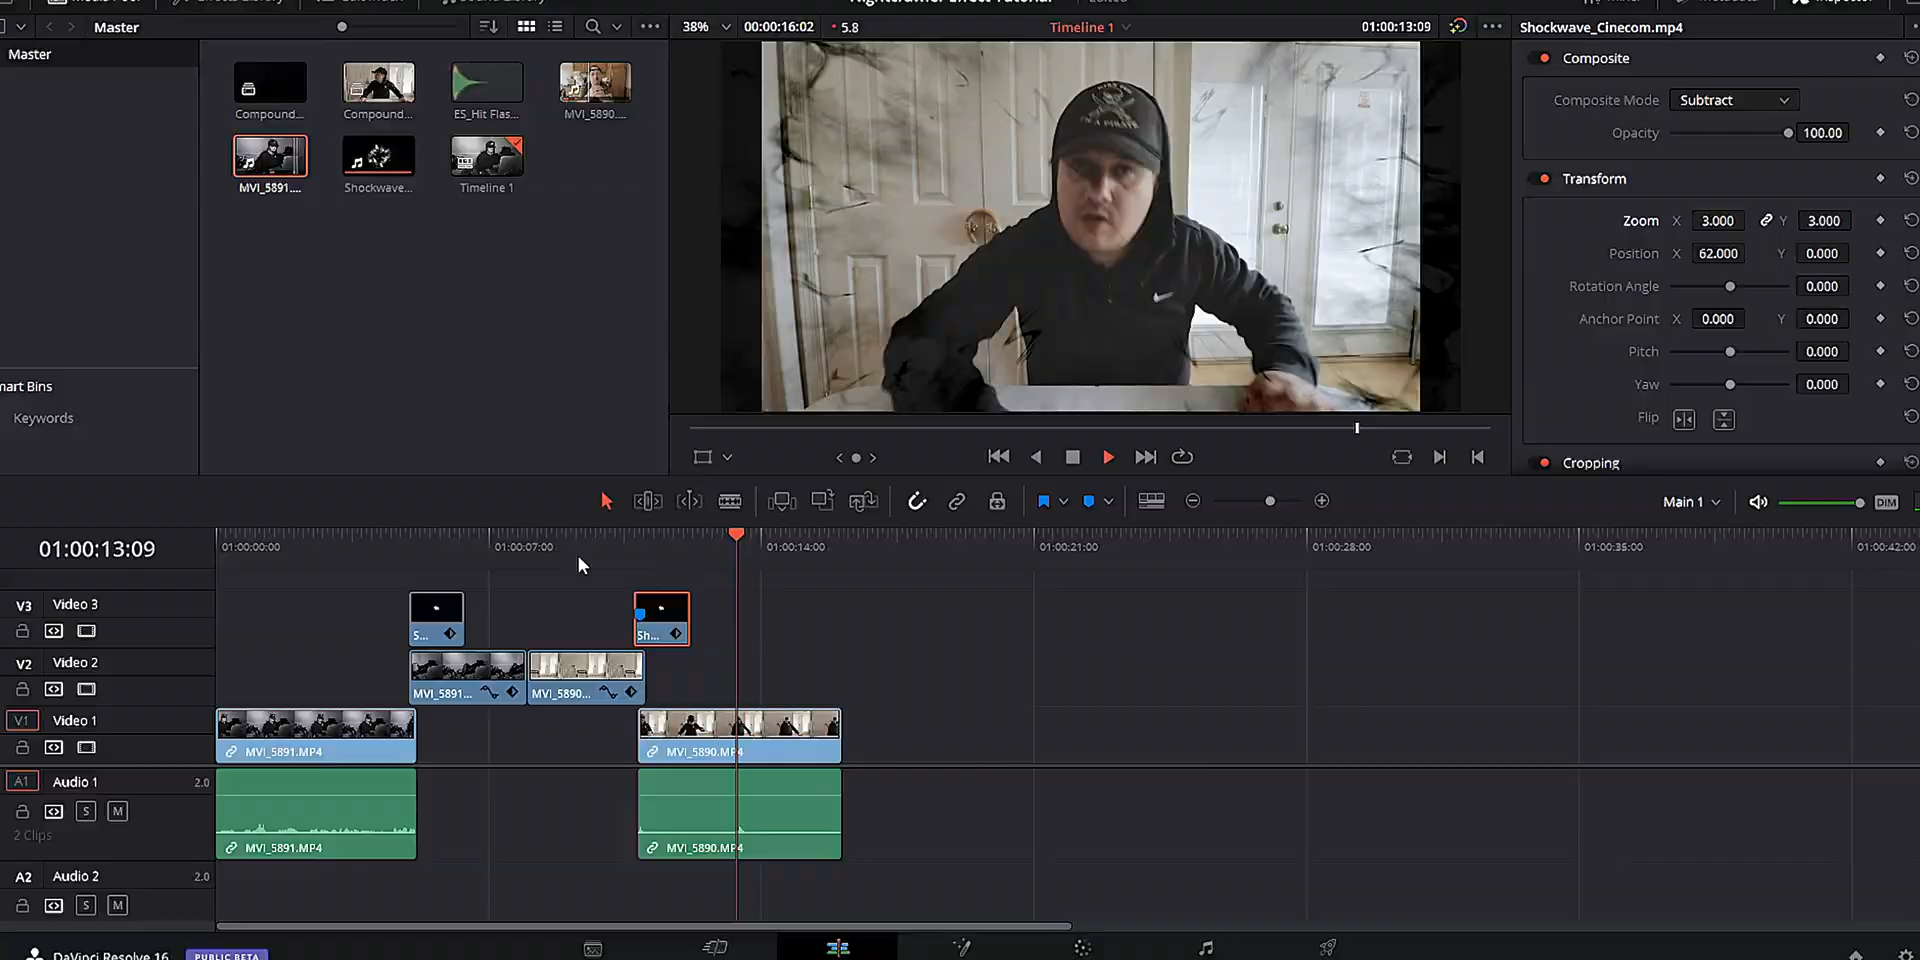 Master
38%
00:00:16:02
5.8
Timeline 1
01:00:13:09
Shockwave_Cinecom.mp4
Master
Compound...
Compound...
ES_Hit Flas...
MVI_5890....
MVI_5891....
Shockwave...
Timeline 1
mart Bins
Keywords
Composite
Composite Mode Subtract
Opacity 100.00
Transform
Zoom X 3.000 Y 3.000
Position X 62.000 Y 0.000
Rotation Angle 0.000
Anchor Point X 0.000 Y 0.000
Pitch 0.000
Yaw 0.000
Flip
Cropping
Main 1
DIM
01:00:13:09
01:00:00:00
01:00:07:00
01:00:14:00
01:00:21:00
01:00:28:00
01:00:35:00
01:00:42:00
V3 Video 3
S...
Sh...
V2 Video 2
MVI_5891...
MVI_5890...
V1 Video 1
MVI_5891.MP4
MVI_5890.MP4
A1 Audio 1 2.0
S M
2 Clips
MVI_5891.MP4
MVI_5890.MP4
A2 Audio 2 2.0
S M
DaVinci Resolve 16
PUBLIC BETA